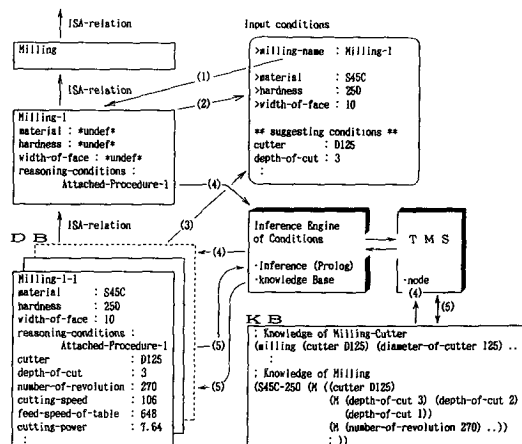 ISA-relation
Input conditions
Milling
>milling-name : Milling-1
ISA-relation
(1)
>material : S45C
>hardness : 250
>width-of-face : 10
(2)
Milling-1
material : *undef*
hardness : *undef*
width-of-face : *undef*
reasoning-conditions :
Attached-Procedure-1
** suggesting conditions **
cutter : D125
depth-of-cut : 3
:
(4)
(3)
ISA-relation
DB
Inference Engine
of Conditions
·Inference (Prolog)
·knowledge Base
TMS
·node
(4)
(4)
(5)
Milling-1-1
material : S45C
hardness : 250
width-of-face : 10
reasoning-conditions :
Attached-Procedure-1
cutter : D125
depth-of-cut : 3
number-of-revolution : 270
cutting-speed : 106
feed-speed-of-table : 648
cutting-power : 7.64
:
(5)
(5)
KB
; Knowledge of Milling-Cutter
(milling (cutter D125) (diameter-of-cutter 125) ..
:
; Knowledge of Milling
(S45C-250 (M ((cutter D125)
(M (depth-of-cut 3) (depth-of-cut 2)
(depth-of-cut 1))
(M (number-of-revolution 270) ..))
: ))